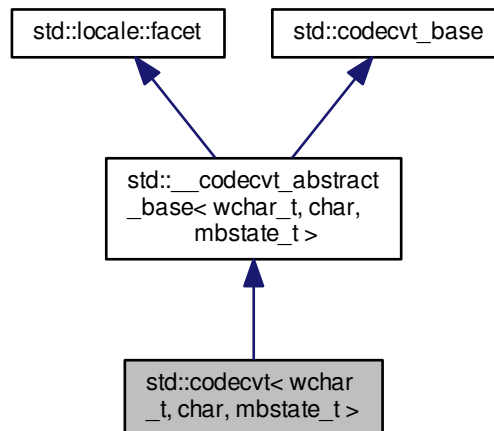 std::locale::facet
std::codecvt_base
std::__codecvt_abstract
_base< wchar_t, char,
mbstate_t >
std::codecvt< wchar
_t, char, mbstate_t >